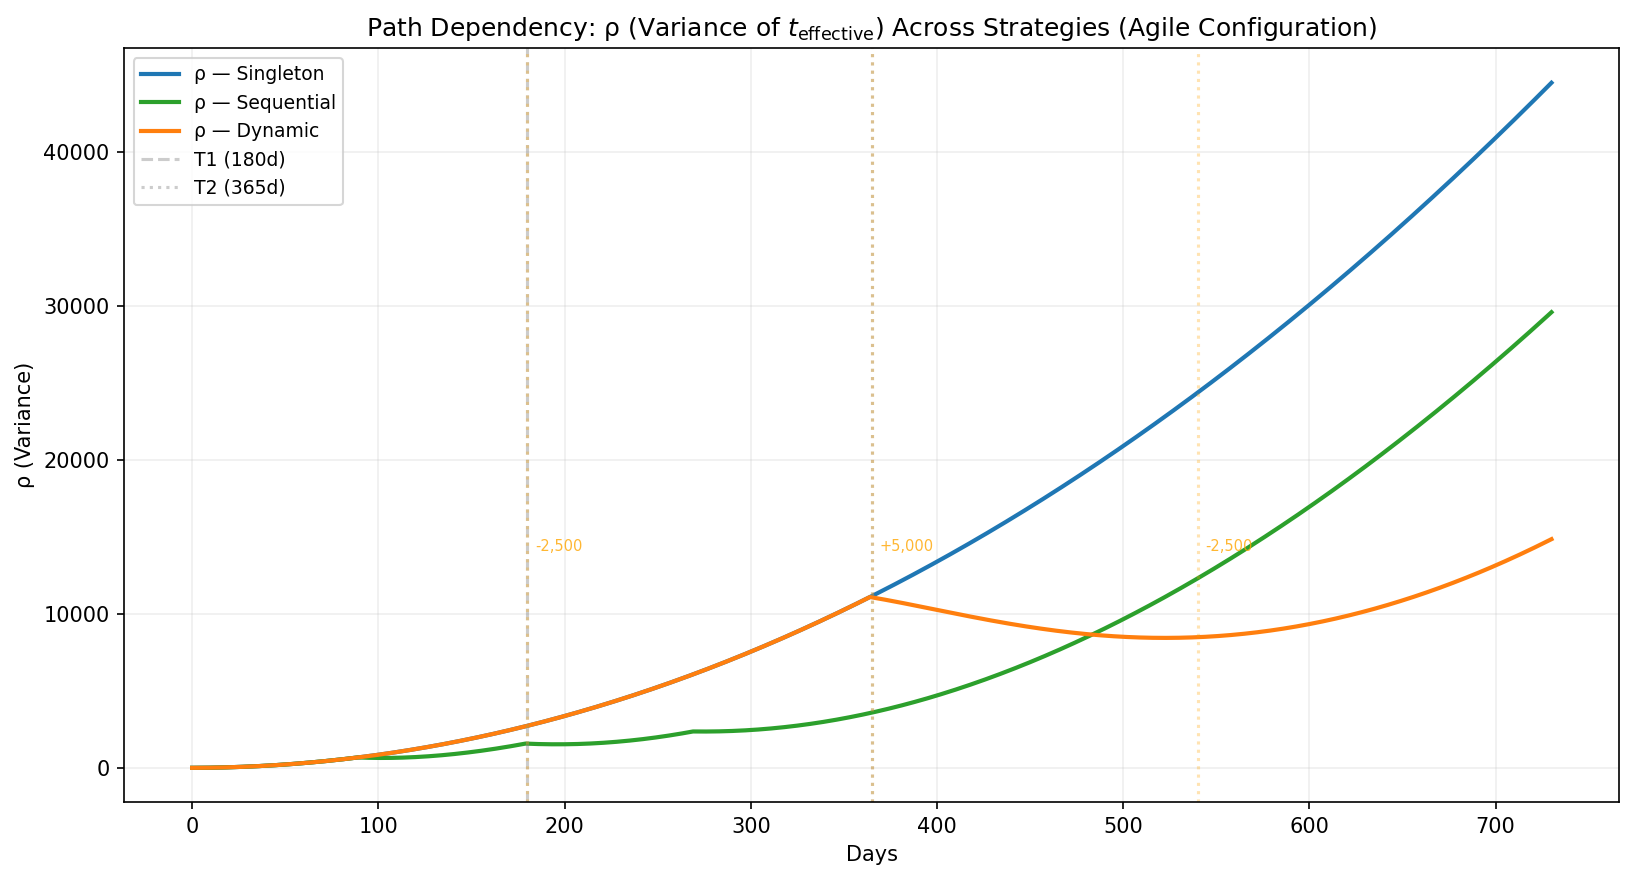 Path Dependency: ρ (Variance of t_effective) Across Strategies (Agile Configuration)
ρ — Singleton
ρ — Sequential
ρ — Dynamic
T1 (180d)
T2 (365d)
ρ (Variance)
40000
30000
20000
10000
0
-2,500
+5,000
-2,500
0 100 200 300 400 500 600 700
Days